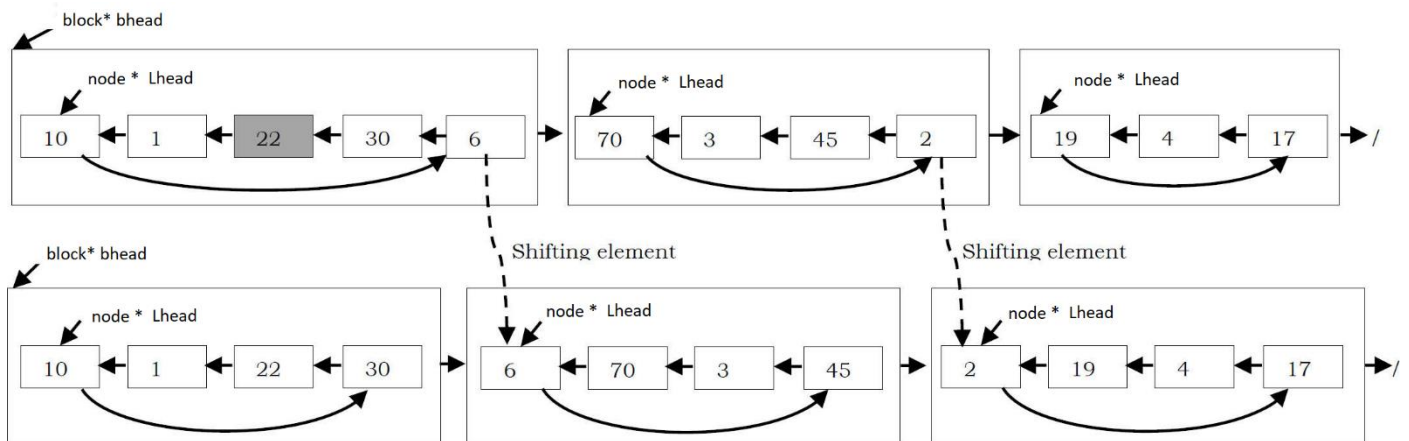 block* bhead
node * Lhead
node * Lhead
node * Lhead
10 1 22 30 6
70 3 45 2
19 4 17 /
Shifting element
Shifting element
block* bhead
node * Lhead
node * Lhead
node * Lhead
10 1 22 30
6 70 3 45
2 19 4 17 /